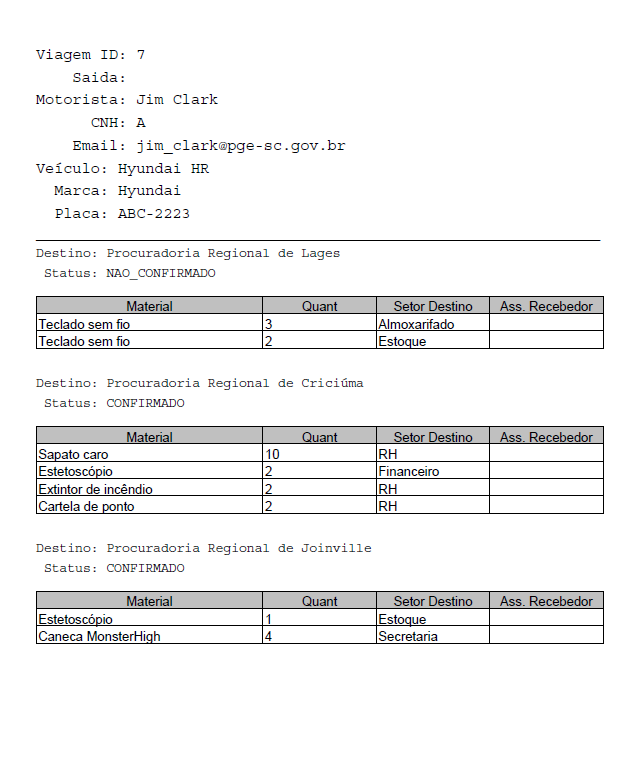 Viagem ID: 7
Saida:
Motorista: Jim Clark
CNH: A
Email: jim_clark@pge-sc.gov.br
Veículo: Hyundai HR
Marca: Hyundai
Placa: ABC-2223
Destino: Procuradoria Regional de Lages
Status: NAO_CONFIRMADO
Material Quant Setor Destino Ass. Recebedor
Teclado sem fio 3 Almoxarifado
Teclado sem fio 2 Estoque
Destino: Procuradoria Regional de Criciúma
Status: CONFIRMADO
Material Quant Setor Destino Ass. Recebedor
Sapato caro 10 RH
Estetoscópio 2 Financeiro
Extintor de incêndio 2 RH
Cartela de ponto 2 RH
Destino: Procuradoria Regional de Joinville
Status: CONFIRMADO
Material Quant Setor Destino Ass. Recebedor
Estetoscópio 1 Estoque
Caneca MonsterHigh 4 Secretaria